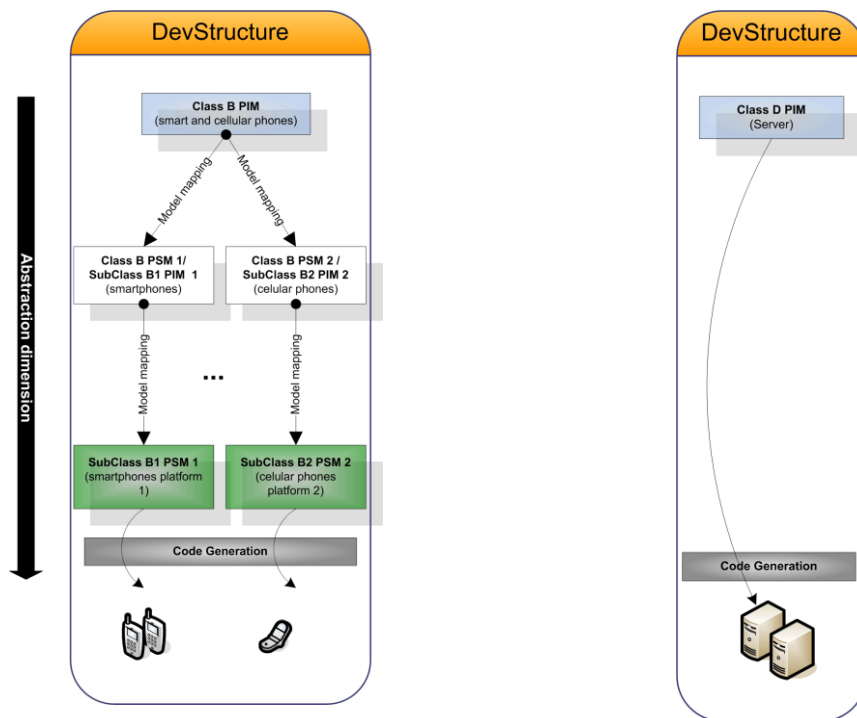 DevStructure
Class B PIM
(smart and cellular phones)
Model mapping
Model mapping
Class B PSM 1/
SubClass B1 PIM 1
(smartphones)
Class B PSM 2 /
SubClass B2 PIM 2
(celular phones)
Model mapping
...
Model mapping
SubClass B1 PSM 1
(smartphones platform
1)
SubClass B2 PSM 2
(celular phones
platform 2)
Code Generation
Abstraction dimension
DevStructure
Class D PIM
(Server)
Code Generation